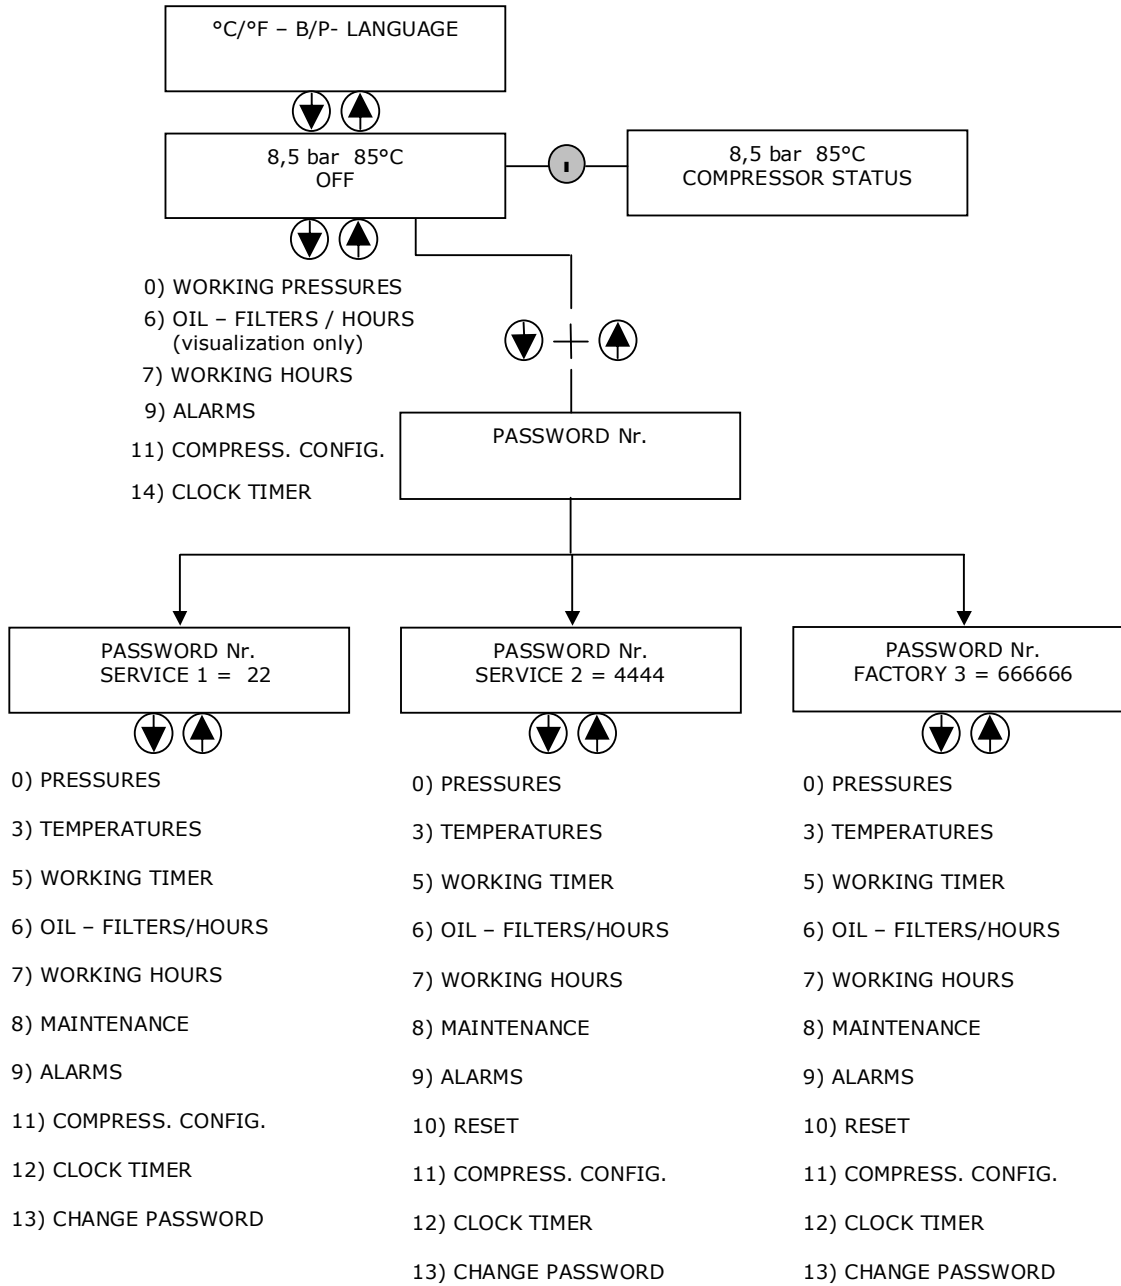 °C/°F – B/P- LANGUAGE
8,5 bar 85°C
OFF
8,5 bar 85°C
COMPRESSOR STATUS
0) WORKING PRESSURES
6) OIL – FILTERS / HOURS
(visualization only)
7) WORKING HOURS
9) ALARMS
11) COMPRESS. CONFIG.
14) CLOCK TIMER
PASSWORD Nr.
PASSWORD Nr.
SERVICE 1 = 22
0) PRESSURES
3) TEMPERATURES
5) WORKING TIMER
6) OIL – FILTERS/HOURS
7) WORKING HOURS
8) MAINTENANCE
9) ALARMS
11) COMPRESS. CONFIG.
12) CLOCK TIMER
13) CHANGE PASSWORD
PASSWORD Nr.
SERVICE 2 = 4444
0) PRESSURES
3) TEMPERATURES
5) WORKING TIMER
6) OIL – FILTERS/HOURS
7) WORKING HOURS
8) MAINTENANCE
9) ALARMS
10) RESET
11) COMPRESS. CONFIG.
12) CLOCK TIMER
13) CHANGE PASSWORD
PASSWORD Nr.
FACTORY 3 = 666666
0) PRESSURES
3) TEMPERATURES
5) WORKING TIMER
6) OIL – FILTERS/HOURS
7) WORKING HOURS
8) MAINTENANCE
9) ALARMS
10) RESET
11) COMPRESS. CONFIG.
12) CLOCK TIMER
13) CHANGE PASSWORD